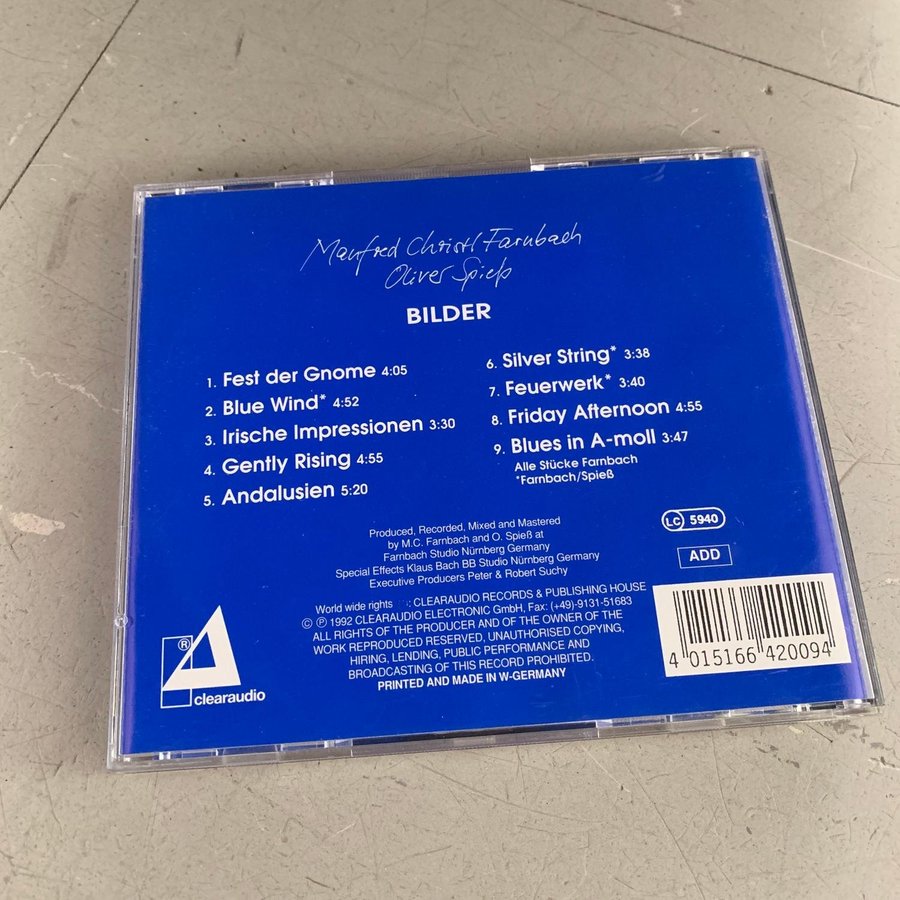 Manfred Christl Farnbach
Oliver Spieß
BILDER
1. Fest der Gnome 4:05
2. Blue Wind* 4:52
3. Irische Impressionen 3:30
4. Gently Rising 4:55
5. Andalusien 5:20
6. Silver String* 3:38
7. Feuerwerk* 3:40
8. Friday Afternoon 4:55
9. Blues in A-moll 3:47
Alle Stücke Farnbach
*Farnbach/Spieß
LC 5940
ADD
Produced, Recorded, Mixed and Mastered
by M.C. Farnbach and O. Spieß at
Farnbach Studio Nürnberg Germany
Special Effects Klaus Bach BB Studio Nürnberg Germany
Executive Producers Peter & Robert Suchy
World wide rights : CLEARAUDIO RECORDS & PUBLISHING HOUSE
© ℗ 1992 CLEARAUDIO ELECTRONIC GmbH, Fax: (+49)-9131-51683
ALL RIGHTS OF THE PRODUCER AND OF THE OWNER OF THE
WORK REPRODUCED RESERVED, UNAUTHORISED COPYING,
HIRING, LENDING, PUBLIC PERFORMANCE AND
BROADCASTING OF THIS RECORD PROHIBITED.
PRINTED AND MADE IN W-GERMANY
®
clearaudio
4 015166 420094